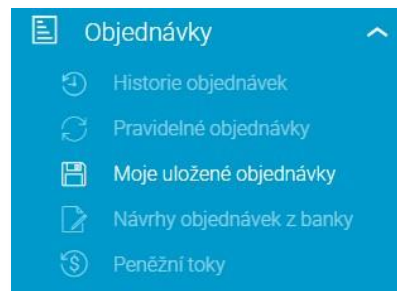 Objednávky
Historie objednávek
Pravidelné objednávky
Moje uložené objednávky
Návrhy objednávek z banky
Peněžní toky